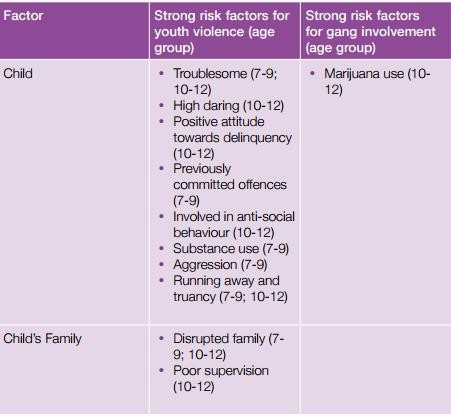 Factor
Strong risk factors for
youth violence (age
group)
Strong risk factors
for gang involvement
(age group)
Child
• Troublesome (7-9;
10-12)
• High daring (10-12)
• Positive attitude
towards delinquency
(10-12)
• Previously
committed offences
(7-9)
• Involved in anti-social
behaviour (10-12)
• Substance use (7-9)
• Aggression (7-9)
• Running away and
truancy (7-9; 10-12)
• Marijuana use (10-
12)
Child's Family
• Disrupted family (7-
9; 10-12)
• Poor supervision
(10-12)